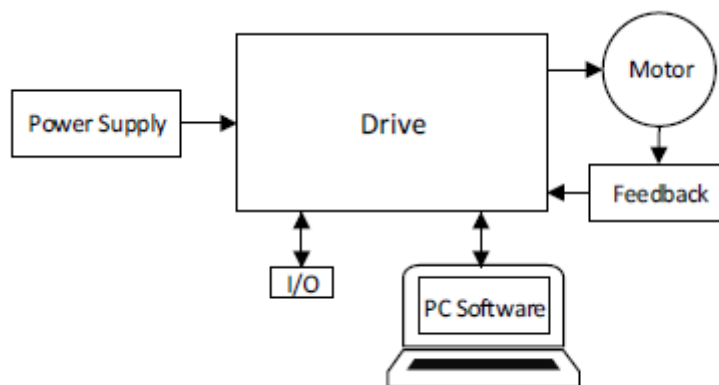 Motor
Power Supply
Drive
Feedback
I/O
PC Software